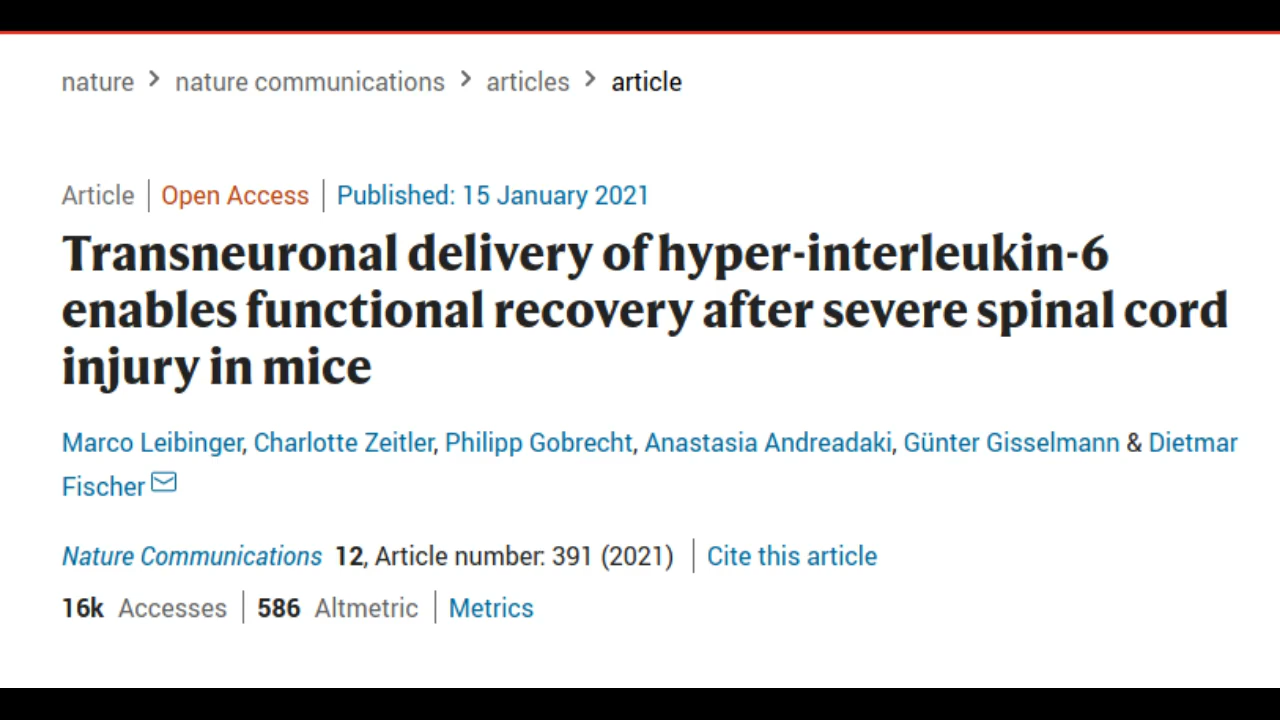 nature > nature communications > articles > article
Article | Open Access | Published: 15 January 2021
Transneuronal delivery of hyper-interleukin-6
enables functional recovery after severe spinal cord
injury in mice
Marco Leibinger, Charlotte Zeitler, Philipp Gobrecht, Anastasia Andreadaki, Günter Gisselmann & Dietmar
Fischer
Nature Communications 12, Article number: 391 (2021) | Cite this article
16k Accesses | 586 Altmetric | Metrics